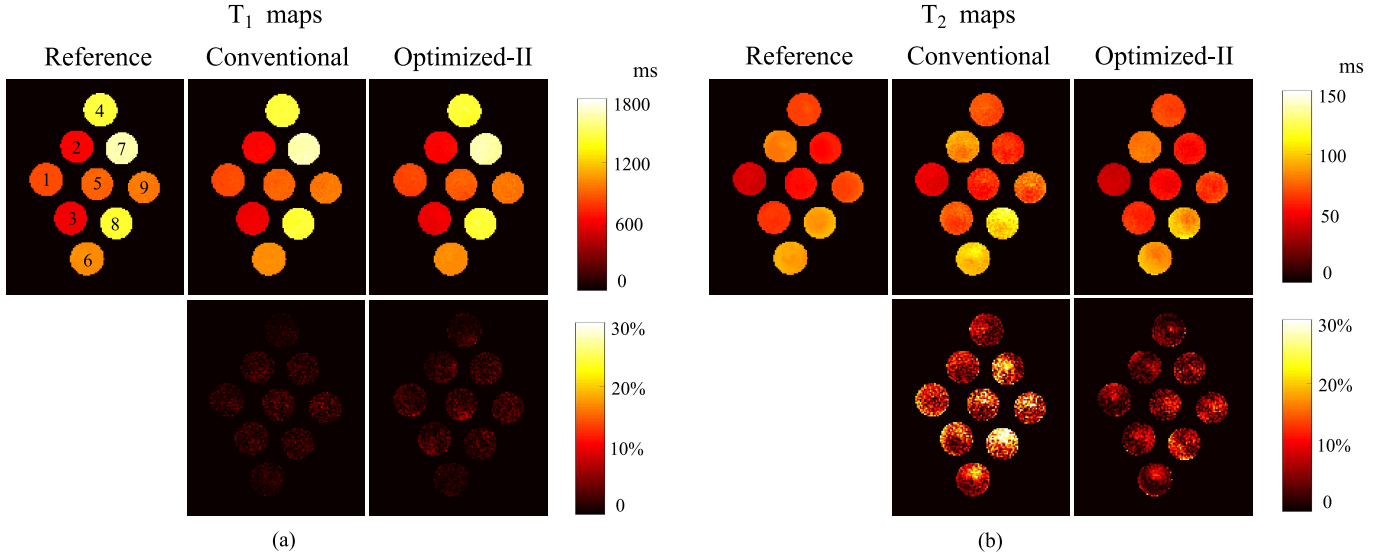 T1 maps
Reference Conventional Optimized-II
ms
4
2 7
1 5 9
3 8
6
1800
1200
600
0
30%
20%
10%
0
(a)
T2 maps
Reference Conventional Optimized-II
ms
150
100
50
0
30%
20%
10%
0
(b)